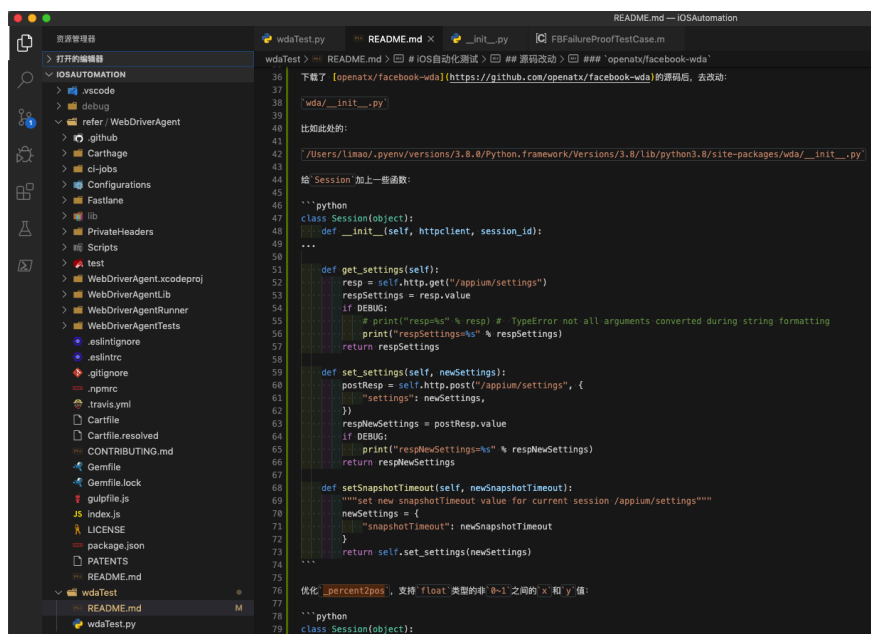 README.md — iOSAutomation
资源管理器
wdaTest.py
README.md ×
__init__.py
FBFailureProofTestCase.m
> 打开的编辑器
wdaTest > README.md > # iOS自动化测试 > ## 源码改动 > ### `openatx/facebook-wda`
IOSAUTOMATION
.vscode
debug
refer / WebDriverAgent
.github
Carthage
ci-jobs
Configurations
Fastlane
lib
PrivateHeaders
Scripts
test
WebDriverAgent.xcodeproj
WebDriverAgentLib
WebDriverAgentRunner
WebDriverAgentTests
.eslintignore
.eslintrc
.gitignore
.npmrc
.travis.yml
Cartfile
Cartfile.resolved
CONTRIBUTING.md
Gemfile
Gemfile.lock
gulpfile.js
JS index.js
LICENSE
package.json
PATENTS
README.md
wdaTest
README.md M
wdaTest.py
36 下载了 [openatx/facebook-wda](https://github.com/openatx/facebook-wda)的源码后，去改动:
37
38 `wda/__init__.py`
39
40 比如此处的:
41
42 `/Users/limao/.pyenv/versions/3.8.0/Python.framework/Versions/3.8/lib/python3.8/site-packages/wda/__init__.py`
43
44 给`Session`加上一些函数:
45
46 ```python
47 class Session(object):
48     def __init__(self, httpclient, session_id):
49 ...
50
51     def get_settings(self):
52         resp = self.http.get("/appium/settings")
53         respSettings = resp.value
54         if DEBUG:
55             # print("resp=%s" % resp) #  TypeError not all arguments converted during string formatting
56             print("respSettings=%s" % respSettings)
57         return respSettings
58
59     def set_settings(self, newSettings):
60         postResp = self.http.post("/appium/settings", {
61             "settings": newSettings,
62         })
63         respNewSettings = postResp.value
64         if DEBUG:
65             print("respNewSettings=%s" % respNewSettings)
66         return respNewSettings
67
68     def setSnapshotTimeout(self, newSnapshotTimeout):
69         """set new snapshotTimeout value for current session /appium/settings"""
70         newSettings = {
71             "snapshotTimeout": newSnapshotTimeout
72         }
73         return self.set_settings(newSettings)
74 ```
75
76 优化`_percent2pos`，支持`float`类型的非`0~1`之间的`x`和`y`值:
77
78 ```python
79 class Session(object):